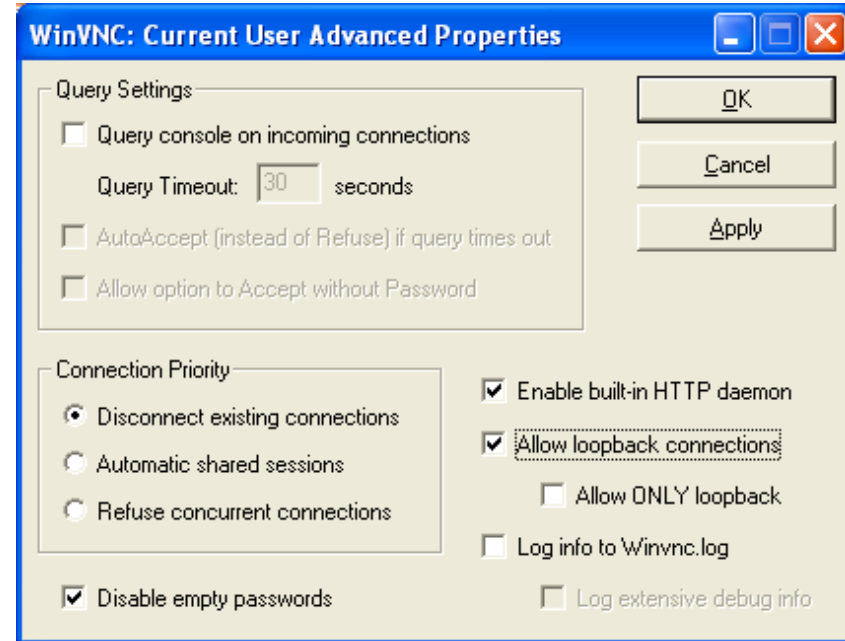 WinVNC: Current User Advanced Properties
Query Settings
Query console on incoming connections
Query Timeout: 30 seconds
AutoAccept (instead of Refuse) if query times out
Allow option to Accept without Password
OK
Cancel
Apply
Connection Priority
Disconnect existing connections
Automatic shared sessions
Refuse concurrent connections
Disable empty passwords
Enable built-in HTTP daemon
Allow loopback connections
Allow ONLY loopback
Log info to Winvnc.log
Log extensive debug info